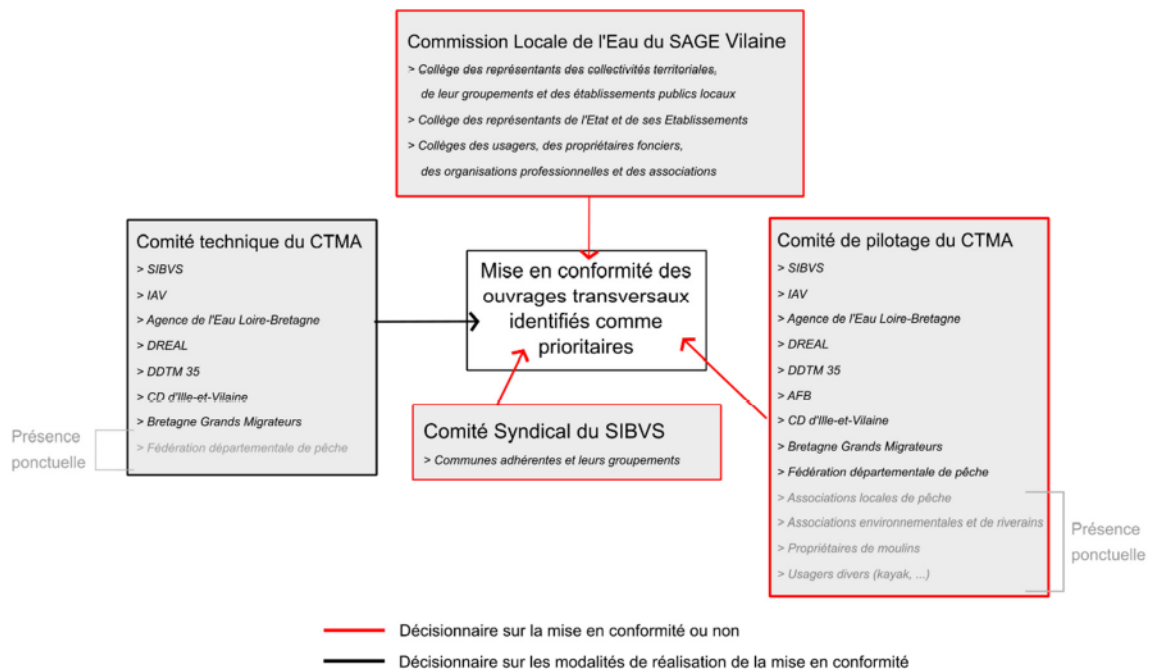 Commission Locale de l'Eau du SAGE Vilaine
> Collège des représentants des collectivités territoriales,
de leur groupements et des établissements publics locaux
> Collège des représentants de l'Etat et de ses Etablissements
> Collèges des usagers, des propriétaires fonciers,
des organisations professionnelles et des associations
Comité technique du CTMA
> SIBVS
> IAV
> Agence de l'Eau Loire-Bretagne
> DREAL
> DDTM 35
> CD d'Ille-et-Vilaine
> Bretagne Grands Migrateurs
> Fédération départementale de pêche
Présence
ponctuelle
Mise en conformité des
ouvrages transversaux
identifiés comme
prioritaires
Comité Syndical du SIBVS
> Communes adhérentes et leurs groupements
Comité de pilotage du CTMA
> SIBVS
> IAV
> Agence de l'Eau Loire-Bretagne
> DREAL
> DDTM 35
> AFB
> CD d'Ille-et-Vilaine
> Bretagne Grands Migrateurs
> Fédération départementale de pêche
> Associations locales de pêche
> Associations environnementales et de riverains
> Propriétaires de moulins
> Usagers divers (kayak, ...)
Présence
ponctuelle
Décisionnaire sur la mise en conformité ou non
Décisionnaire sur les modalités de réalisation de la mise en conformité